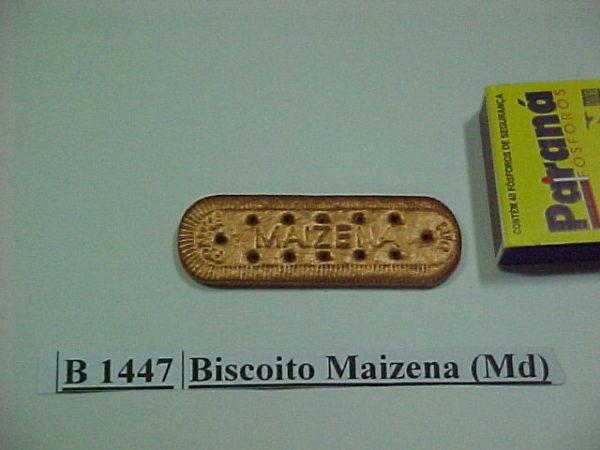 MAIZENA
Paraná
FÓSFOROS
CONTÉM 40 FÓSFOROS DE SEGURANÇA
B 1447 Biscoito Maizena (Md)